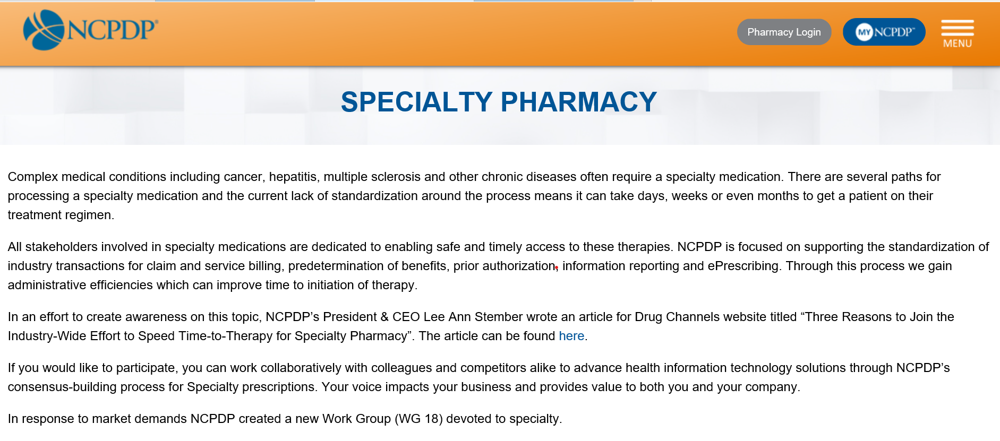 NCPDP®
Pharmacy Login
MY NCPDP™
MENU
SPECIALTY PHARMACY
Complex medical conditions including cancer, hepatitis, multiple sclerosis and other chronic diseases often require a specialty medication. There are several paths for
processing a specialty medication and the current lack of standardization around the process means it can take days, weeks or even months to get a patient on their
treatment regimen.
All stakeholders involved in specialty medications are dedicated to enabling safe and timely access to these therapies. NCPDP is focused on supporting the standardization of
industry transactions for claim and service billing, predetermination of benefits, prior authorization, information reporting and ePrescribing. Through this process we gain
administrative efficiencies which can improve time to initiation of therapy.
In an effort to create awareness on this topic, NCPDP’s President & CEO Lee Ann Stember wrote an article for Drug Channels website titled “Three Reasons to Join the
Industry-Wide Effort to Speed Time-to-Therapy for Specialty Pharmacy”. The article can be found here.
If you would like to participate, you can work collaboratively with colleagues and competitors alike to advance health information technology solutions through NCPDP’s
consensus-building process for Specialty prescriptions. Your voice impacts your business and provides value to both you and your company.
In response to market demands NCPDP created a new Work Group (WG 18) devoted to specialty.